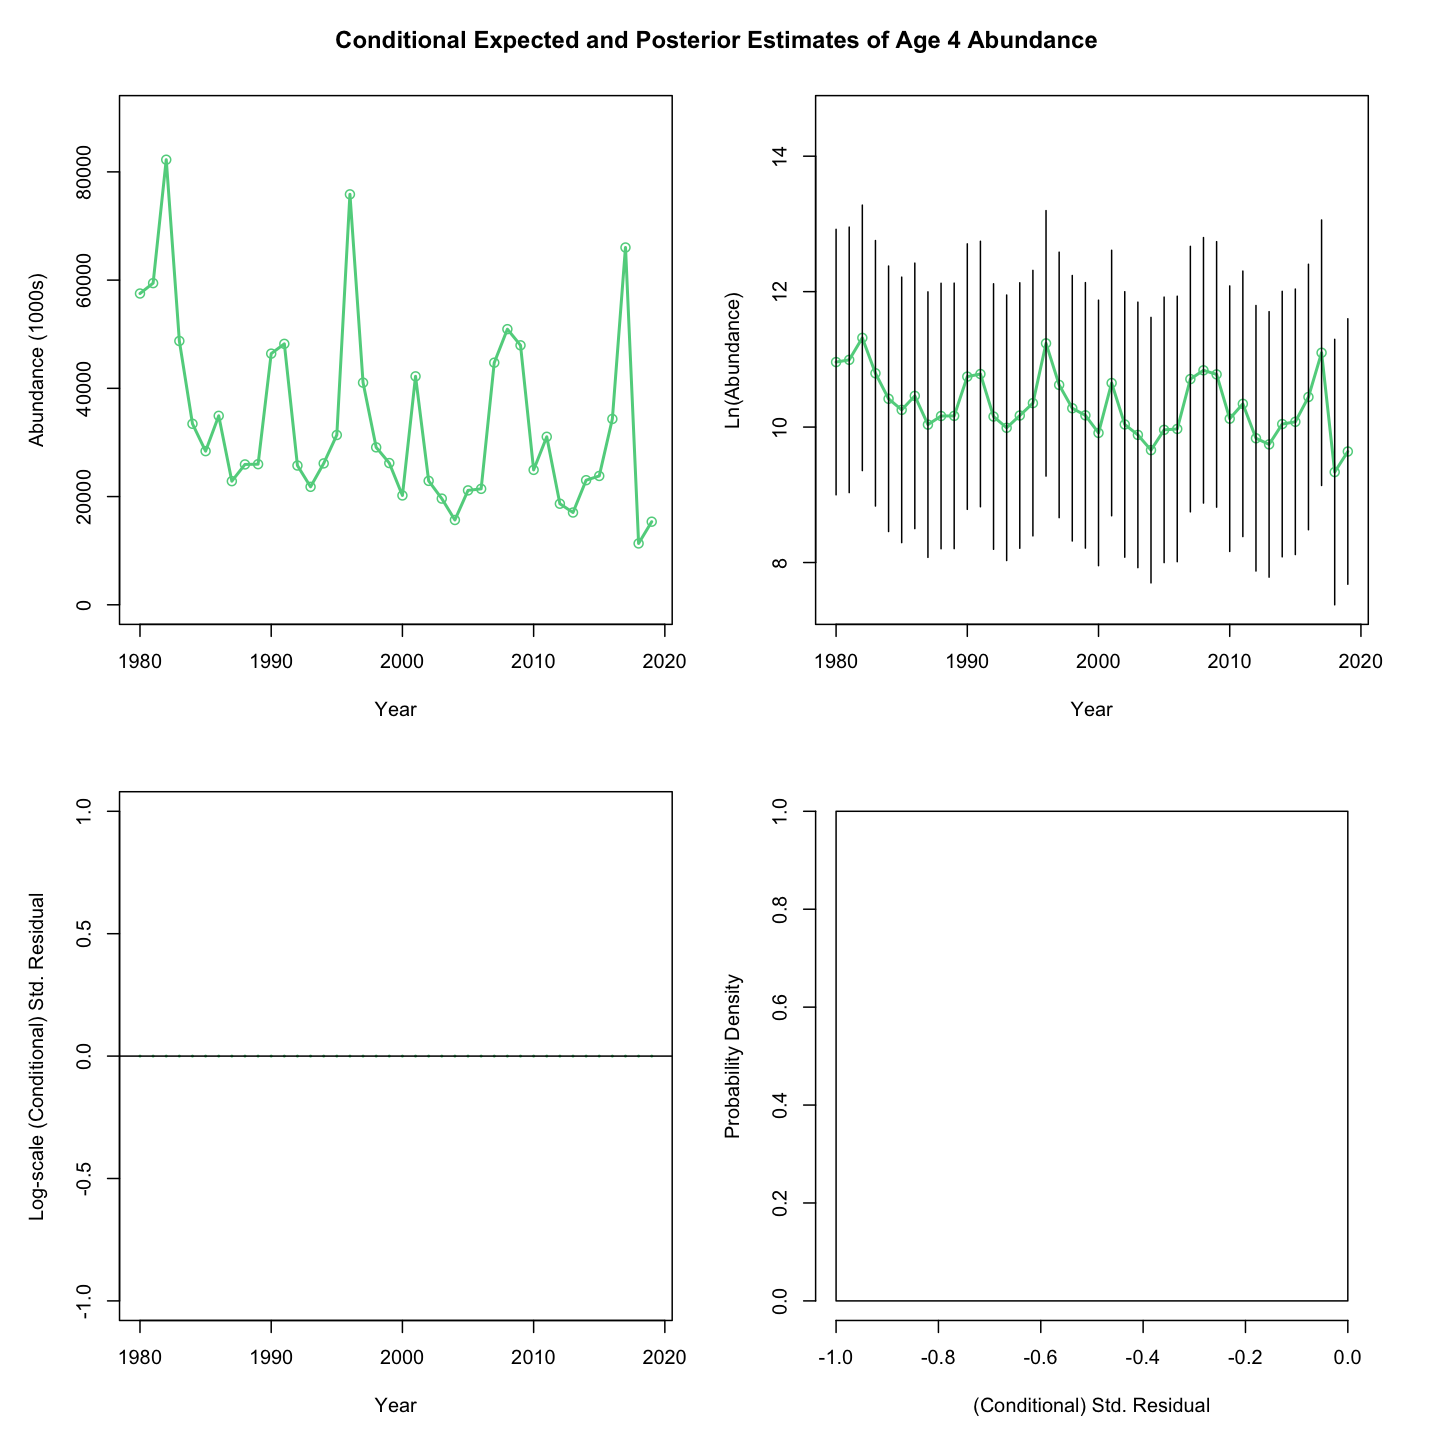 Conditional Expected and Posterior Estimates of Age 4 Abundance
Abundance (1000s)
80000
60000
40000
20000
0
1980 1990 2000 2010 2020
Year
Ln(Abundance)
14
12
10
8
1980 1990 2000 2010 2020
Year
Log-scale (Conditional) Std. Residual
1.0
0.5
0.0
-0.5
-1.0
1980 1990 2000 2010 2020
Year
Probability Density
1.0
0.8
0.6
0.4
0.2
0.0
-1.0 -0.8 -0.6 -0.4 -0.2 0.0
(Conditional) Std. Residual